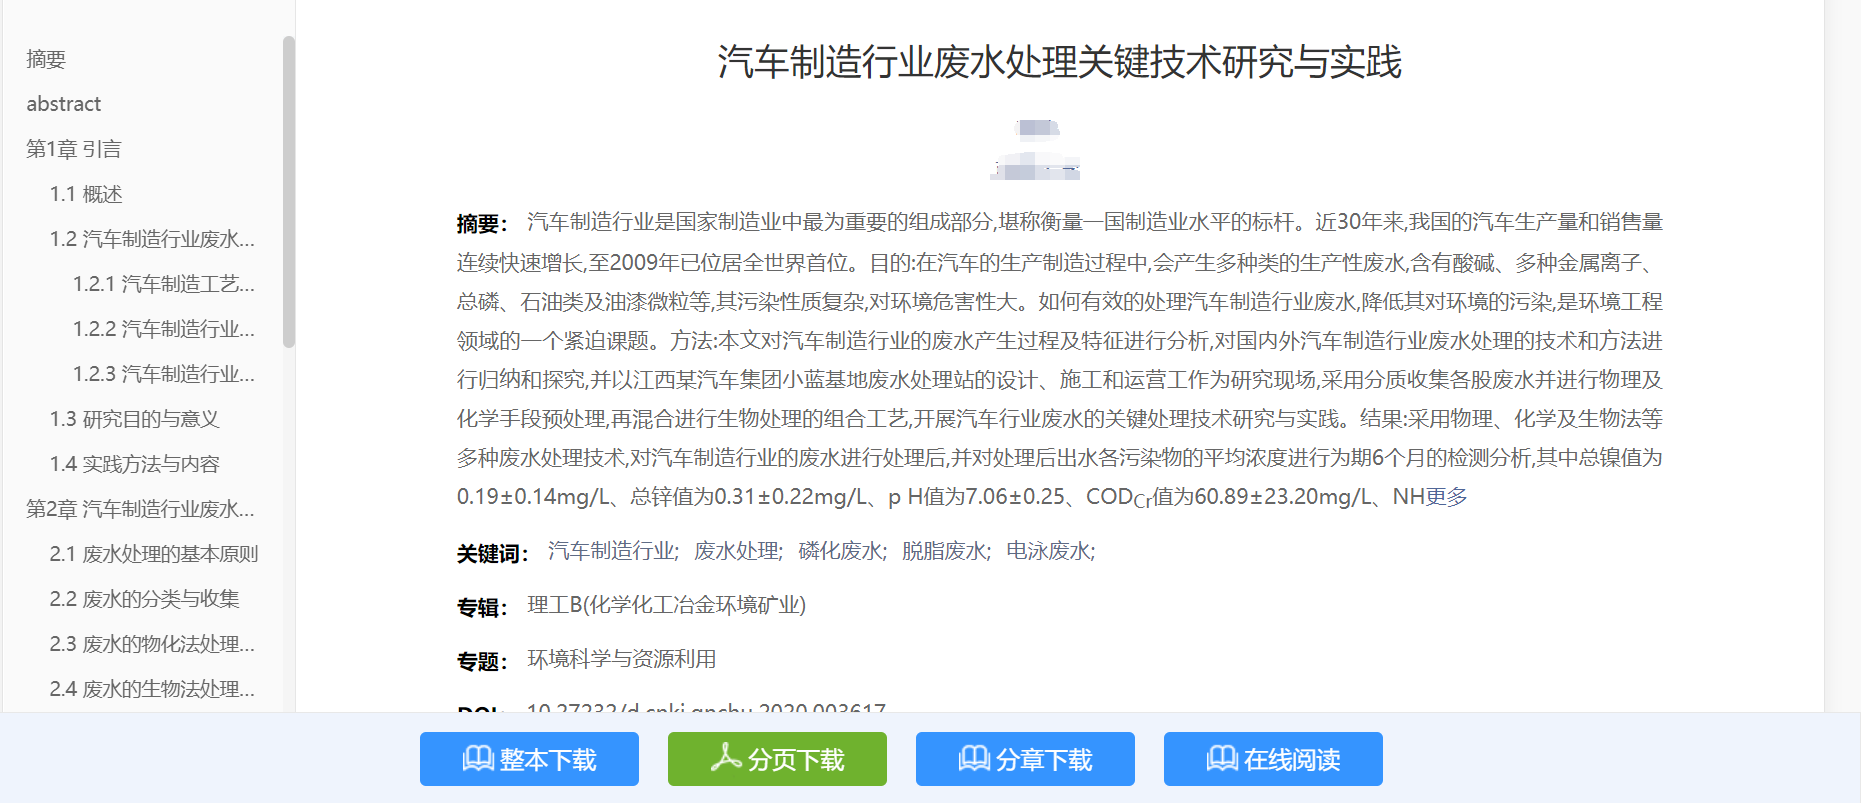 摘要
abstract
第1章 引言
1.1 概述
1.2 汽车制造行业废水...
1.2.1 汽车制造工艺...
1.2.2 汽车制造行业...
1.2.3 汽车制造行业...
1.3 研究目的与意义
1.4 实践方法与内容
第2章 汽车制造行业废水...
2.1 废水处理的基本原则
2.2 废水的分类与收集
2.3 废水的物化法处理...
2.4 废水的生物法处理...
汽车制造行业废水处理关键技术研究与实践
摘要： 汽车制造行业是国家制造业中最为重要的组成部分,堪称衡量一国制造业水平的标杆。近30年来,我国的汽车生产量和销售量
连续快速增长,至2009年已位居全世界首位。目的:在汽车的生产制造过程中,会产生多种类的生产性废水,含有酸碱、多种金属离子、
总磷、石油类及油漆微粒等,其污染性质复杂,对环境危害性大。如何有效的处理汽车制造行业废水,降低其对环境的污染,是环境工程
领域的一个紧迫课题。方法:本文对汽车制造行业的废水产生过程及特征进行分析,对国内外汽车制造行业废水处理的技术和方法进
行归纳和探究,并以江西某汽车集团小蓝基地废水处理站的设计、施工和运营工作为研究现场,采用分质收集各股废水并进行物理及
化学手段预处理,再混合进行生物处理的组合工艺,开展汽车行业废水的关键处理技术研究与实践。结果:采用物理、化学及生物法等
多种废水处理技术,对汽车制造行业的废水进行处理后,并对处理后出水各污染物的平均浓度进行为期6个月的检测分析,其中总镍值为
0.19±0.14mg/L、总锌值为0.31±0.22mg/L、p H值为7.06±0.25、CODCr值为60.89±23.20mg/L、NH更多
关键词： 汽车制造行业; 废水处理; 磷化废水; 脱脂废水; 电泳废水;
专辑： 理工B(化学化工冶金环境矿业)
专题： 环境科学与资源利用
DOI： 10.27232/d.cnki.gnchu.2020.003617
整本下载
分页下载
分章下载
在线阅读